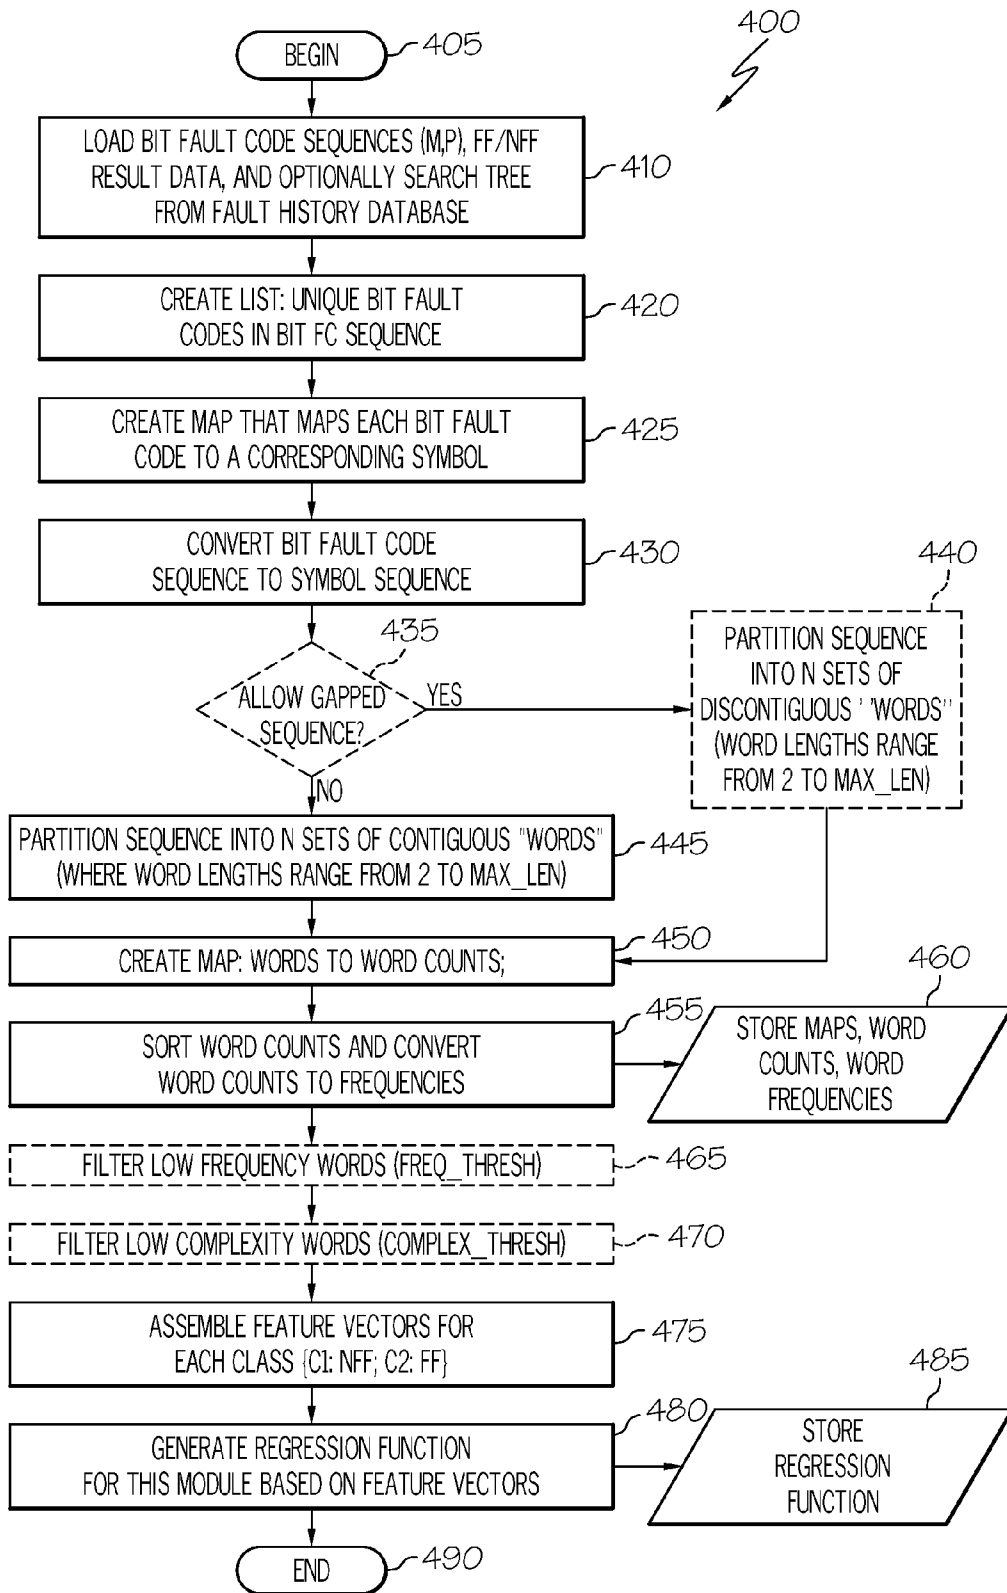 400
BEGIN
405
LOAD BIT FAULT CODE SEQUENCES (M,P), FF/NFF
RESULT DATA, AND OPTIONALLY SEARCH TREE
FROM FAULT HISTORY DATABASE
410
CREATE LIST: UNIQUE BIT FAULT
CODES IN BIT FC SEQUENCE
420
CREATE MAP THAT MAPS EACH BIT FAULT
CODE TO A CORRESPONDING SYMBOL
425
CONVERT BIT FAULT CODE
SEQUENCE TO SYMBOL SEQUENCE
430
435
ALLOW GAPPED
SEQUENCE?
YES
NO
440
PARTITION SEQUENCE
INTO N SETS OF
DISCONTIGUOUS ' "WORDS"
(WORD LENGTHS RANGE
FROM 2 TO MAX_LEN)
PARTITION SEQUENCE INTO N SETS OF CONTIGUOUS "WORDS"
(WHERE WORD LENGTHS RANGE FROM 2 TO MAX_LEN)
445
CREATE MAP: WORDS TO WORD COUNTS;
450
SORT WORD COUNTS AND CONVERT
WORD COUNTS TO FREQUENCIES
455
460
STORE MAPS, WORD
COUNTS, WORD
FREQUENCIES
FILTER LOW FREQUENCY WORDS (FREQ_THRESH)
465
FILTER LOW COMPLEXITY WORDS (COMPLEX_THRESH)
470
ASSEMBLE FEATURE VECTORS FOR
EACH CLASS {C1: NFF; C2: FF}
475
GENERATE REGRESSION FUNCTION
FOR THIS MODULE BASED ON FEATURE VECTORS
480
485
STORE
REGRESSION
FUNCTION
END
490